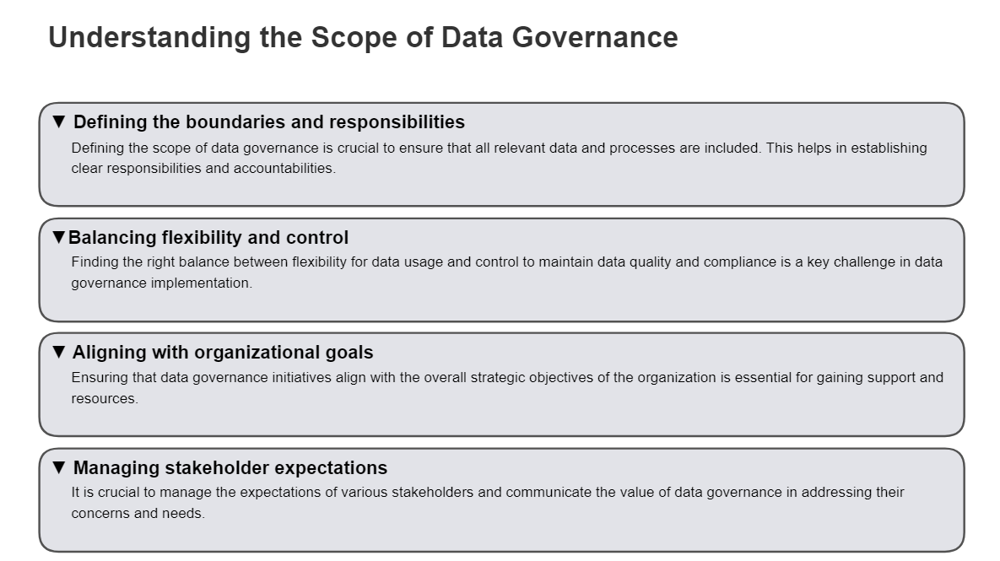 Understanding the Scope of Data Governance
▼ Defining the boundaries and responsibilities
Defining the scope of data governance is crucial to ensure that all relevant data and processes are included. This helps in establishing
clear responsibilities and accountabilities.
▼Balancing flexibility and control
Finding the right balance between flexibility for data usage and control to maintain data quality and compliance is a key challenge in data
governance implementation.
▼ Aligning with organizational goals
Ensuring that data governance initiatives align with the overall strategic objectives of the organization is essential for gaining support and
resources.
▼ Managing stakeholder expectations
It is crucial to manage the expectations of various stakeholders and communicate the value of data governance in addressing their
concerns and needs.